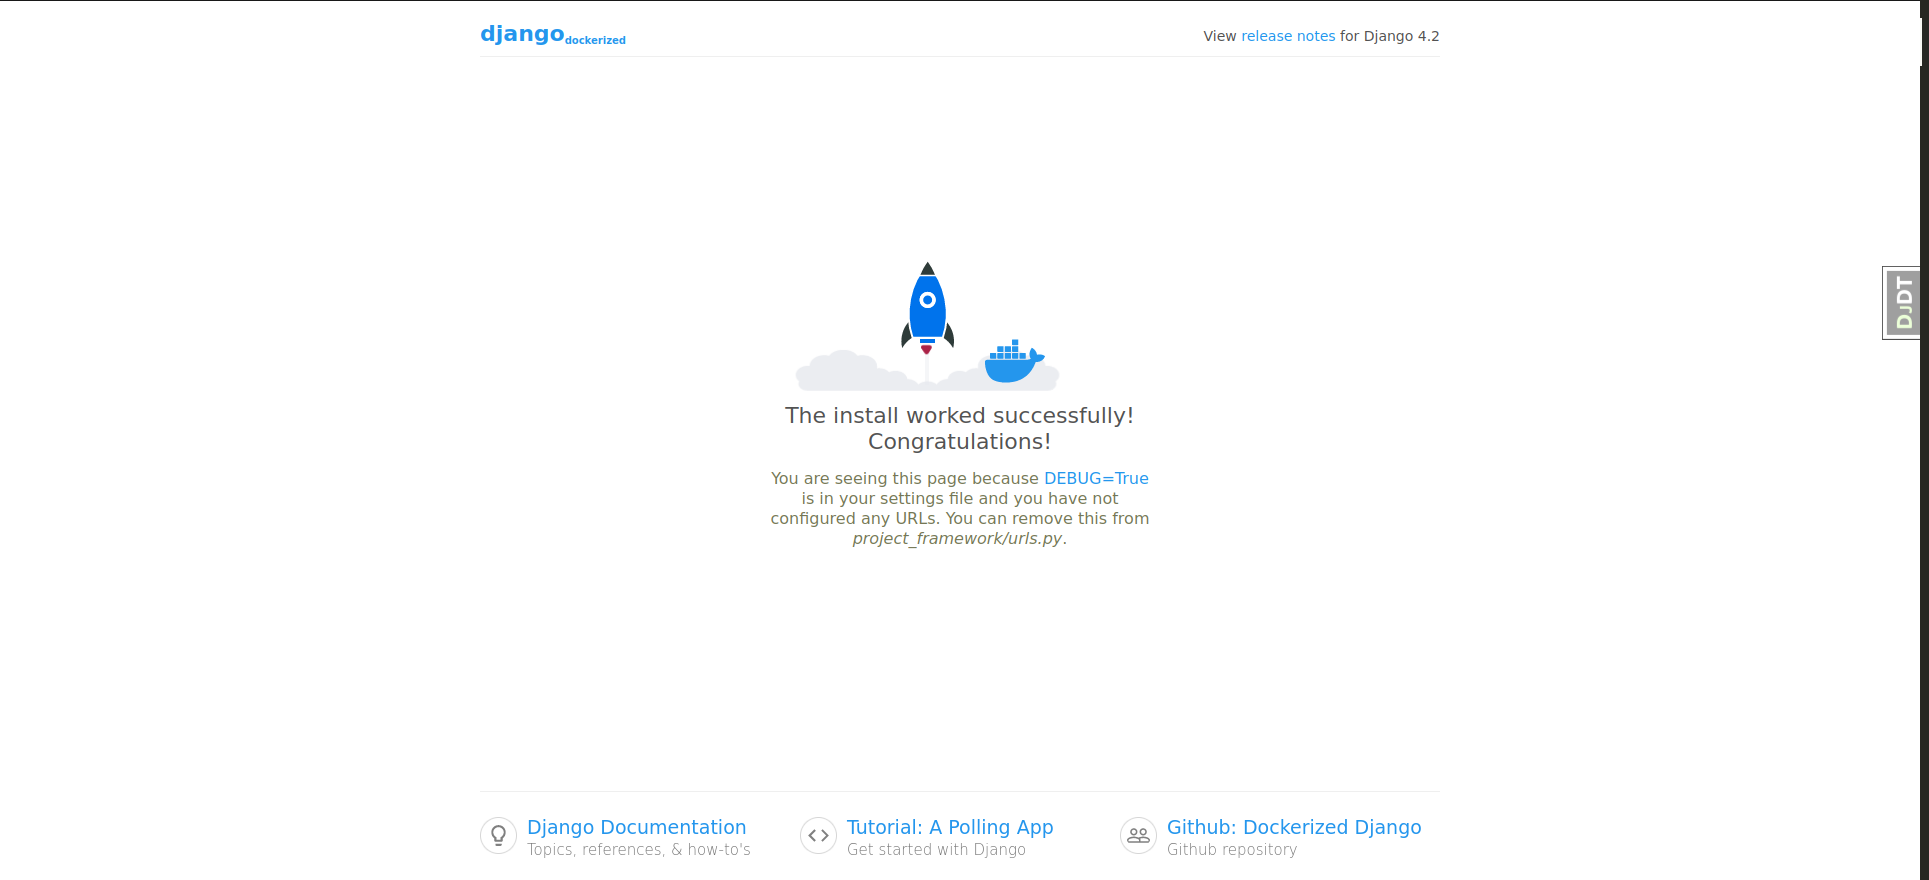 djangodockerized
View release notes for Django 4.2
DJDT
The install worked successfully!
Congratulations!
You are seeing this page because DEBUG=True
is in your settings file and you have not
configured any URLs. You can remove this from
project_framework/urls.py.
Django Documentation
Topics, references, & how-to's
Tutorial: A Polling App
Get started with Django
Github: Dockerized Django
Github repository